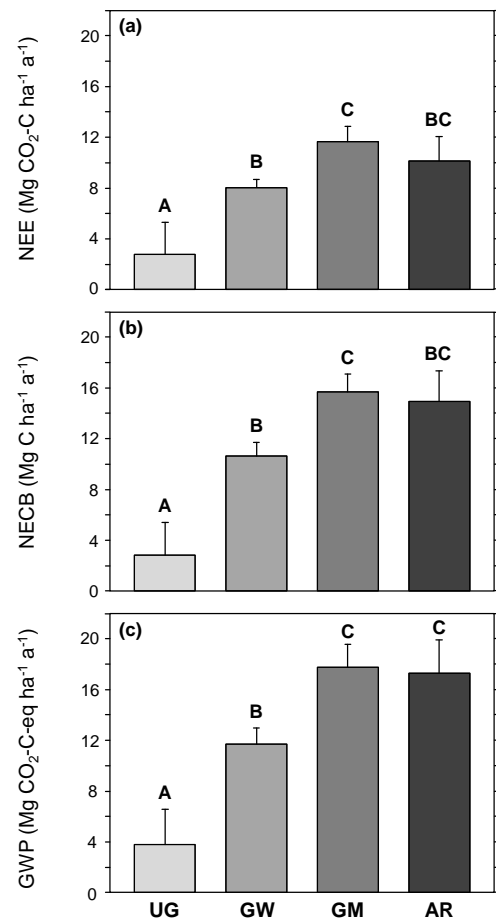 (a)
22
18
12
8
4
0
NEE (Mg CO₂-C ha⁻¹ a⁻¹)
A
B
C
BC
(b)
20
16
12
8
4
0
NECB (Mg C ha⁻¹ a⁻¹)
A
B
C
BC
(c)
20
16
12
8
4
0
GWP (Mg CO₂-C-eq ha⁻¹ a⁻¹)
A
B
C
C
UG GW GM AR